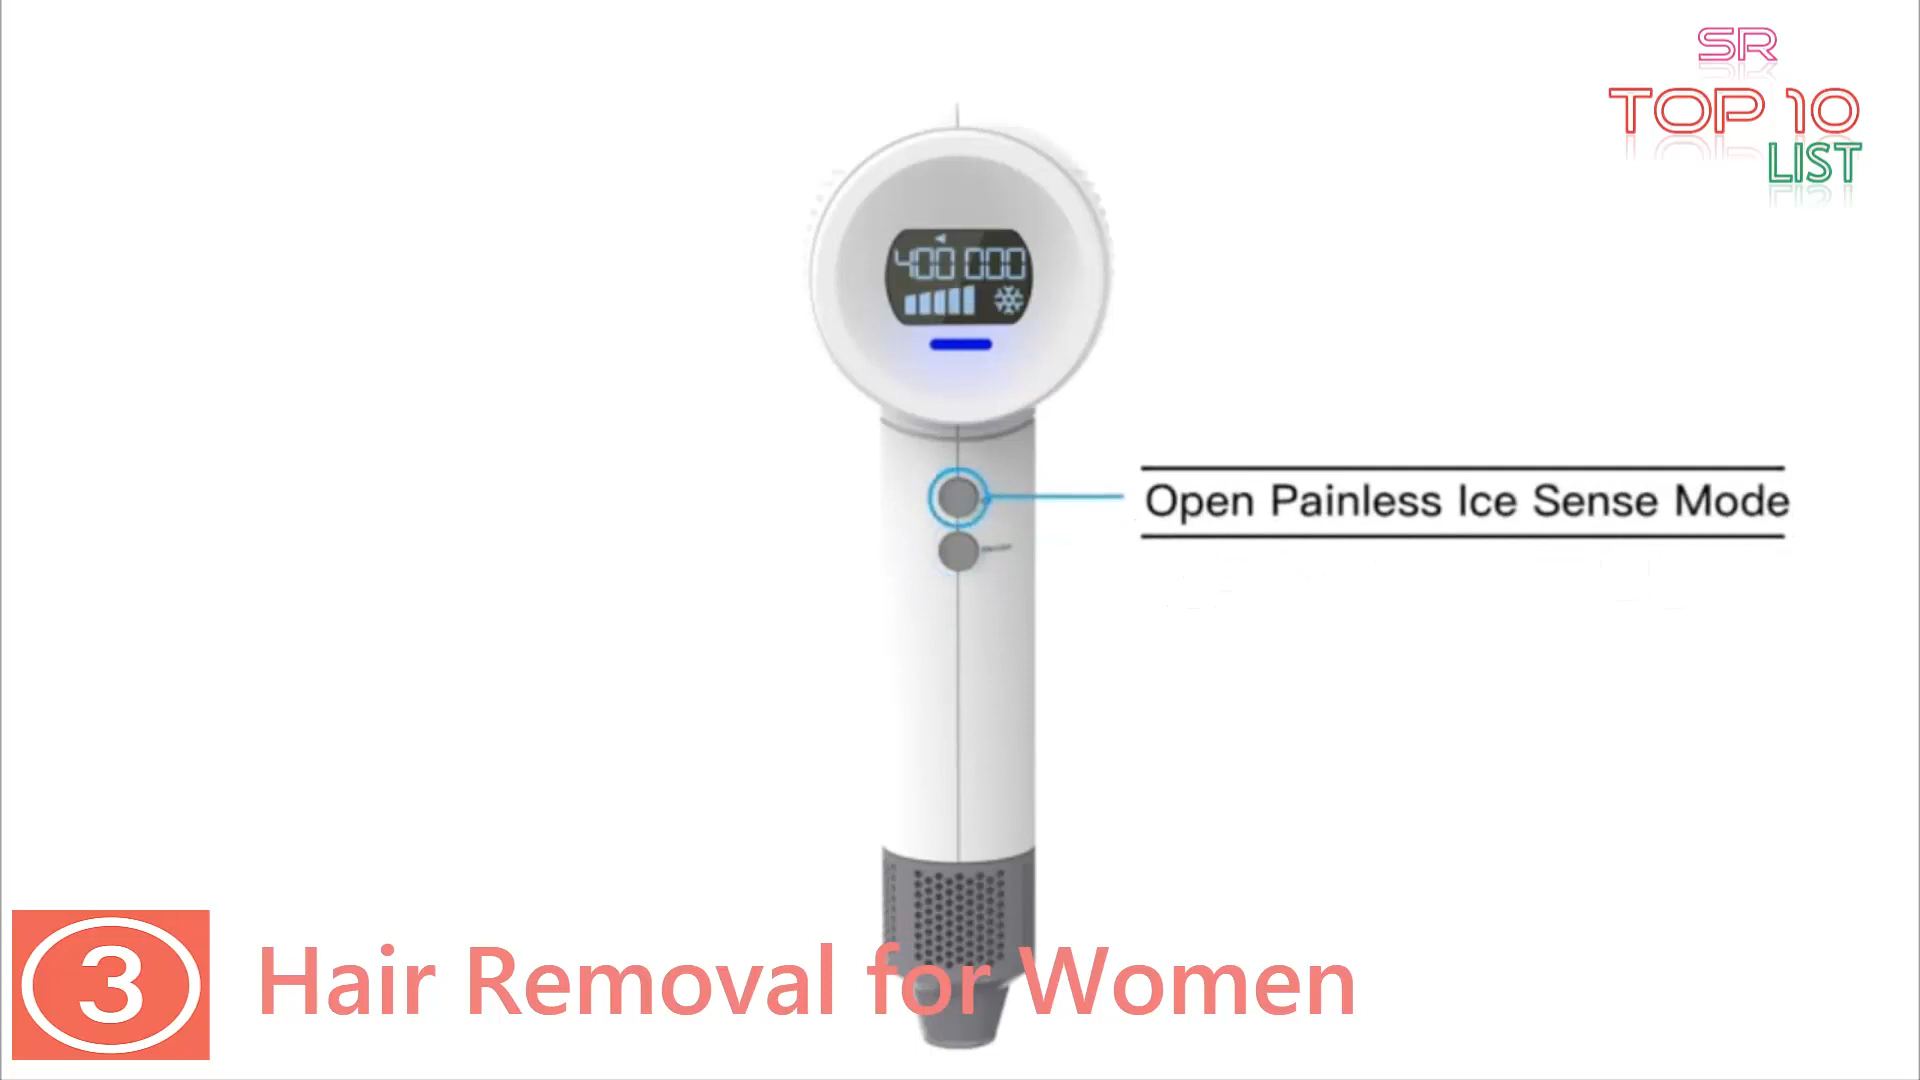 SR
TOP 10
LIST
400 000
Open Painless Ice Sense Mode
3 Hair Removal for Women